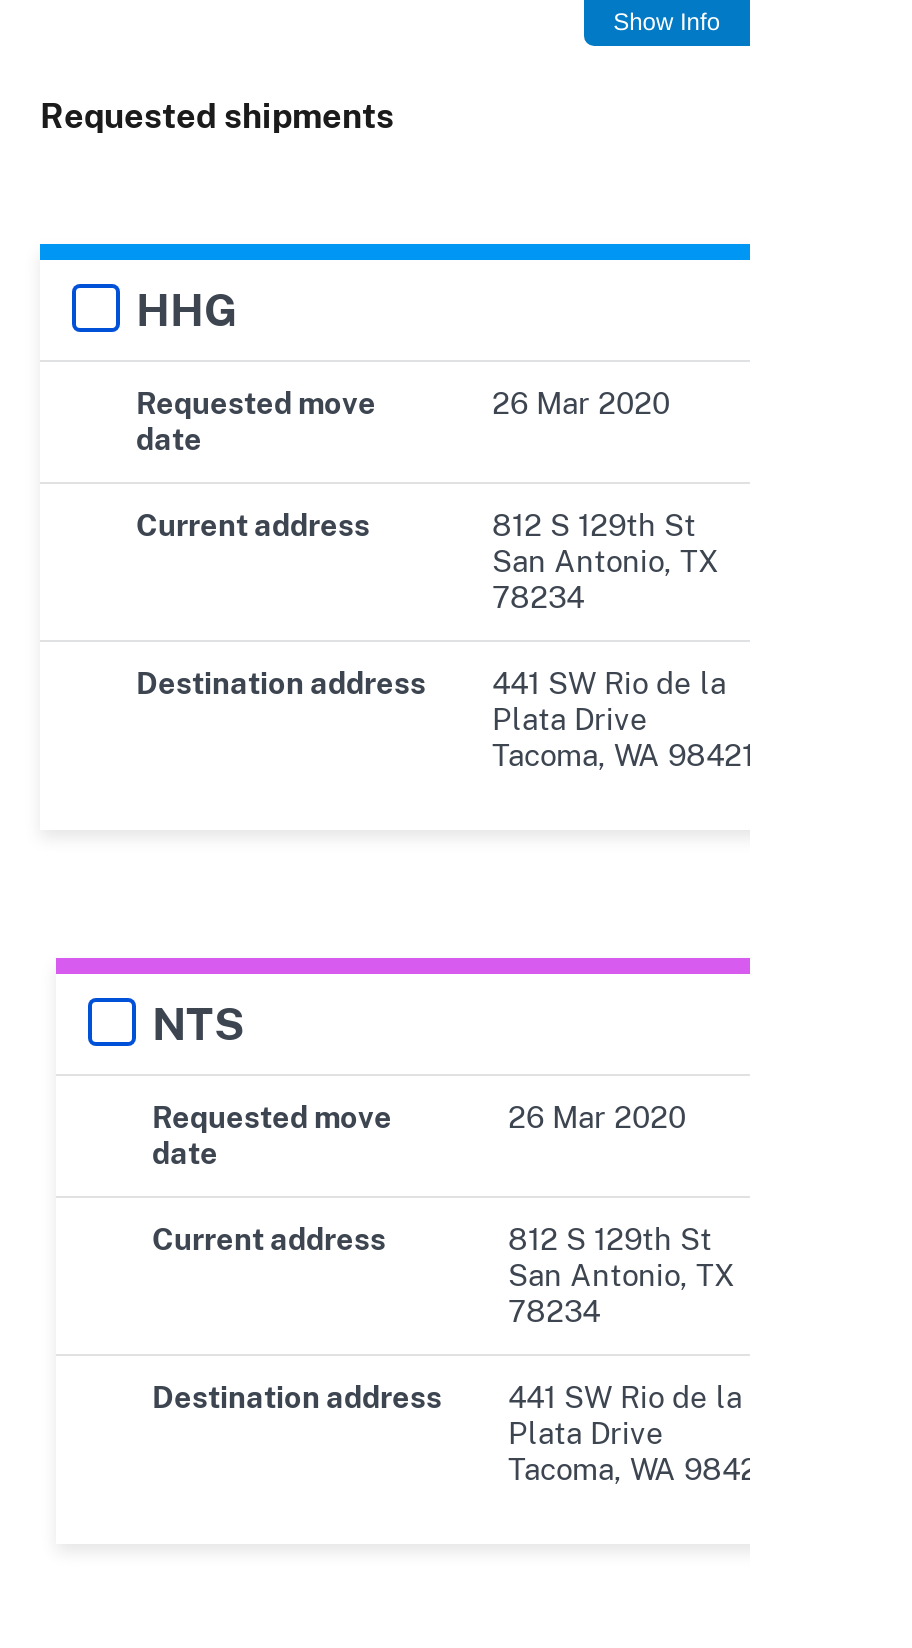 Show Info
Requested shipments
HHG
Requested move
date
26 Mar 2020
Current address
812 S 129th St
San Antonio, TX
78234
Destination address
441 SW Rio de la
Plata Drive
Tacoma, WA 98421
NTS
Requested move
date
26 Mar 2020
Current address
812 S 129th St
San Antonio, TX
78234
Destination address
441 SW Rio de la
Plata Drive
Tacoma, WA 9842